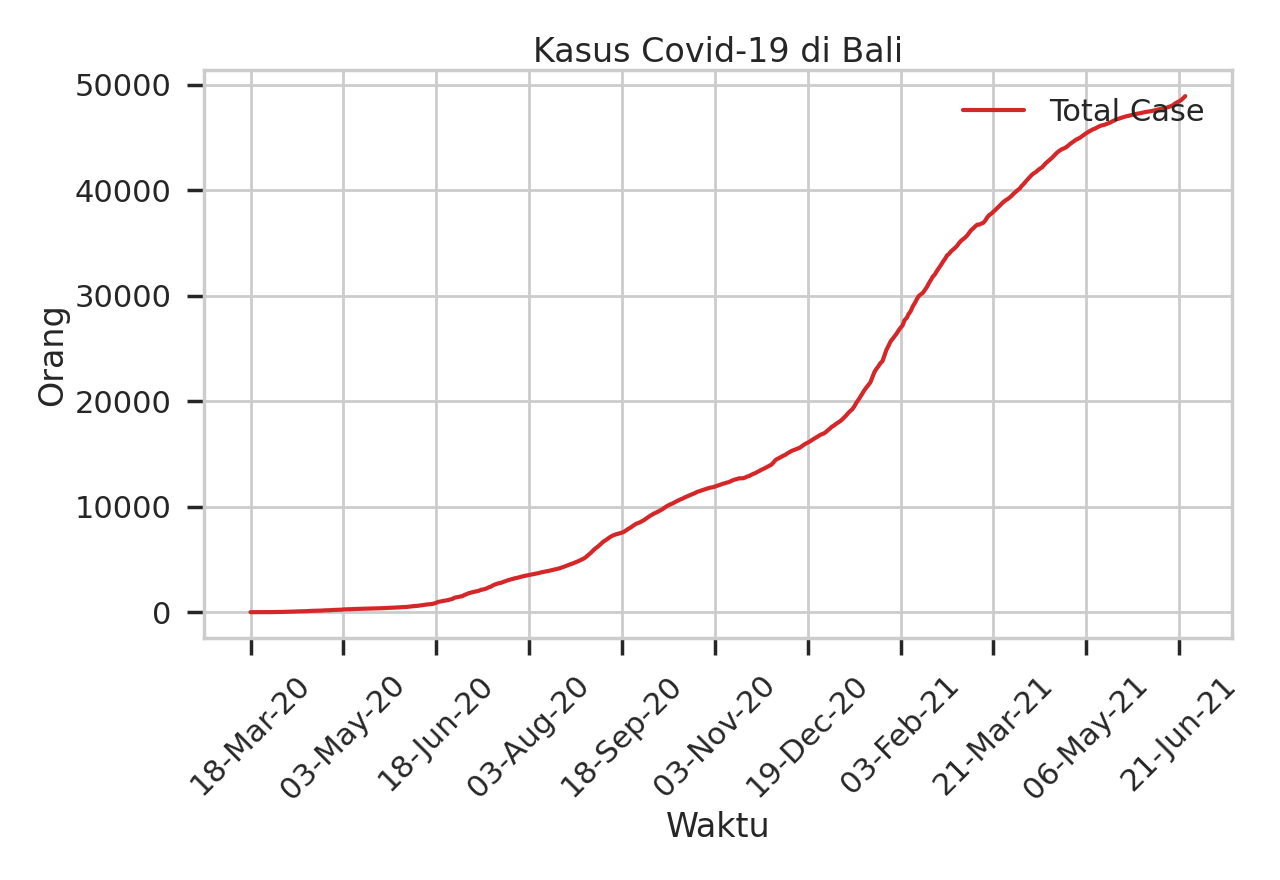 Kasus Covid-19 di Bali
Total Case
50000
40000
30000
20000
10000
0
Orang
18-Mar-20
03-May-20
18-Jun-20
03-Aug-20
18-Sep-20
03-Nov-20
19-Dec-20
03-Feb-21
21-Mar-21
06-May-21
21-Jun-21
Waktu